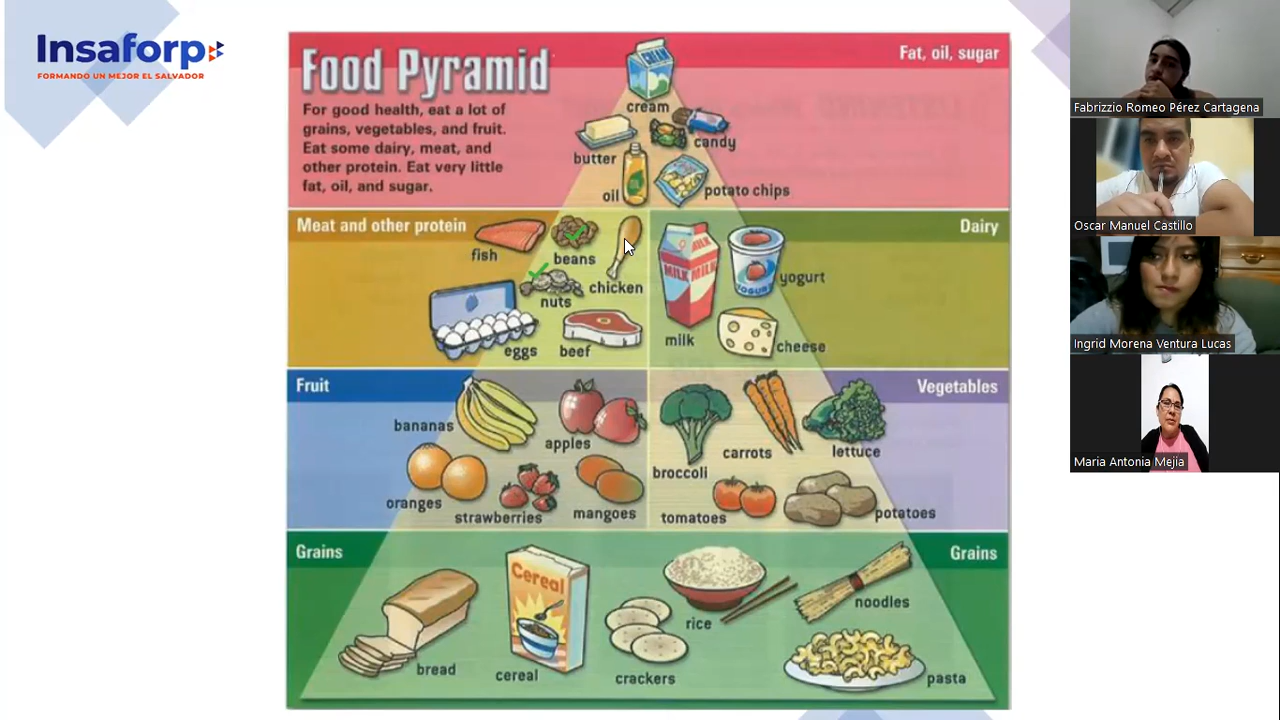 Insaforp
FORMANDO UN MEJOR EL SALVADOR
Food Pyramid
For good health, eat a lot of
grains, vegetables, and fruit.
Eat some dairy, meat, and
other protein. Eat very little
fat, oil, and sugar.
Fat, oil, sugar
CREAM
cream
butter
candy
oil
potato chips
Meat and other protein
fish
beans
chicken
nuts
eggs
beef
Dairy
MILK
MILK MILK
milk
YOGURT
yogurt
cheese
Fruit
bananas
apples
oranges
strawberries
mangoes
Vegetables
broccoli
carrots
lettuce
tomatoes
potatoes
Grains
Grains
bread
Cereal
cereal
crackers
rice
noodles
pasta
Fabrizzio Romeo Pérez Cartagena
Oscar Manuel Castillo
Ingrid Morena Ventura Lucas
Maria Antonia Mejia